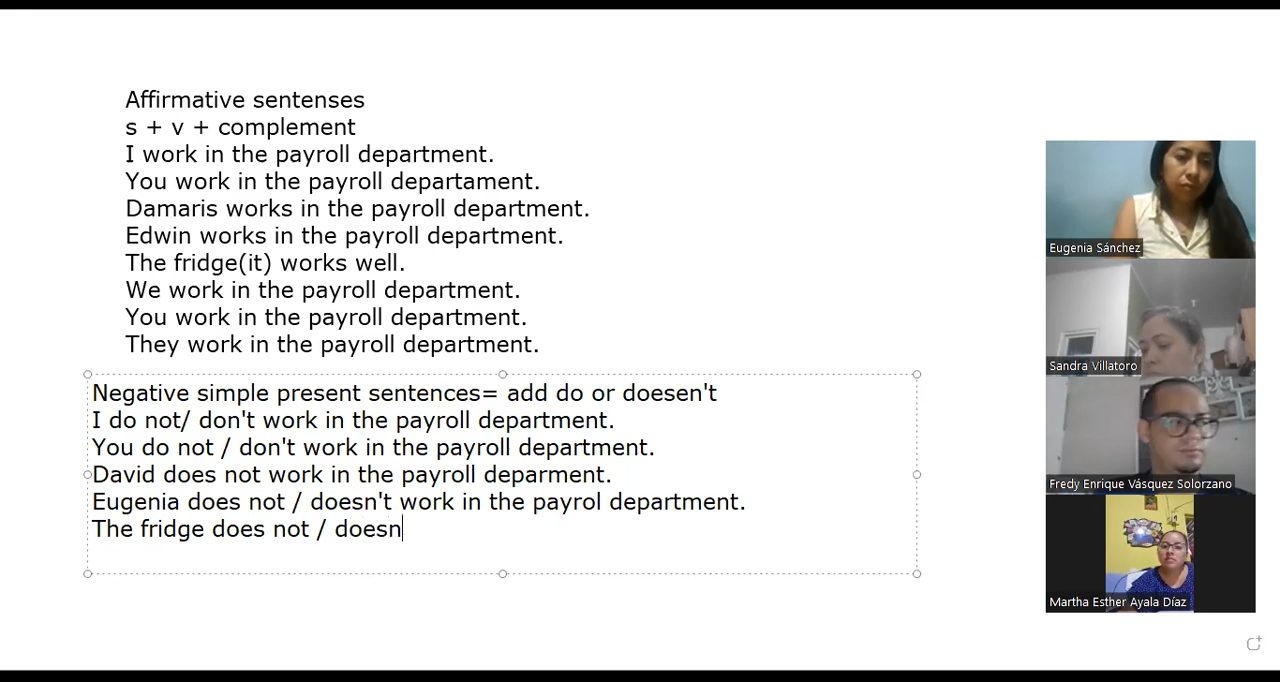 Affirmative sentenses
s + v + complement
I work in the payroll department.
You work in the payroll departament.
Damaris works in the payroll department.
Edwin works in the payroll department.
The fridge(it) works well.
We work in the payroll department.
You work in the payroll department.
They work in the payroll department.
Negative simple present sentences= add do or doesen't
I do not/ don't work in the payroll department.
You do not / don't work in the payroll department.
David does not work in the payroll deparment.
Eugenia does not / doesn't work in the payrol department.
The fridge does not / doesn
Eugenia Sánchez
Sandra Villatoro
Fredy Enrique Vásquez Solorzano
Martha Esther Ayala Díaz